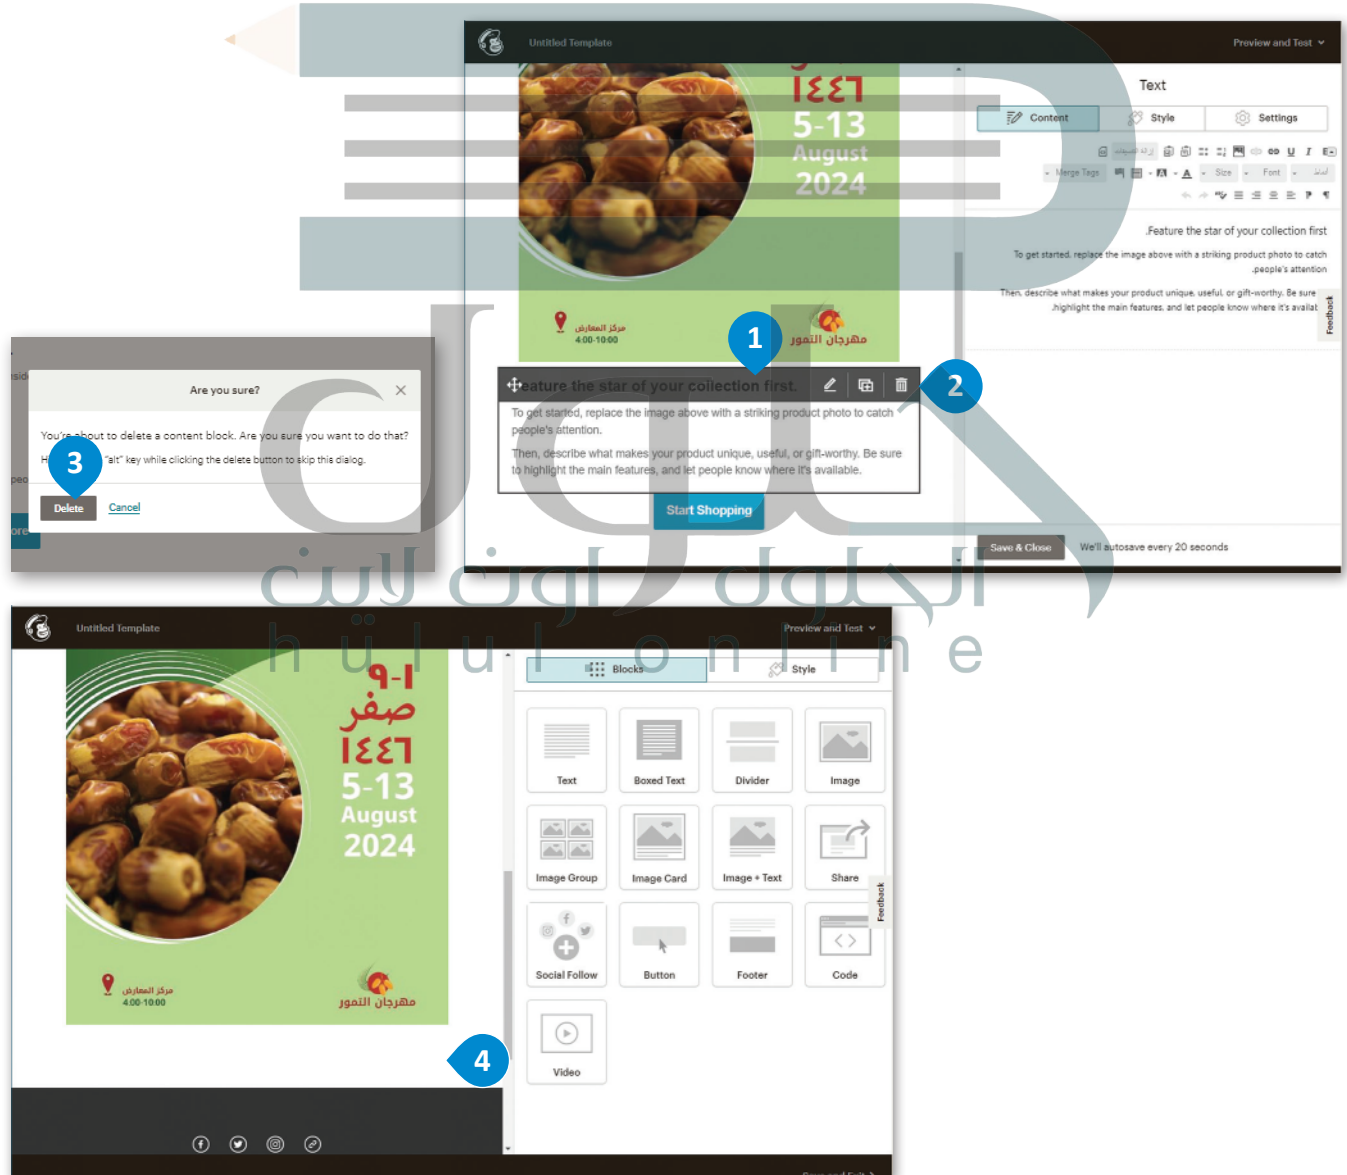 Untitled Template
Preview and Test
١٤٤٦
5-13
August
2024
مركز المعارض
4:00-10:00
مهرجان التمور
1
Feature the star of your collection first.
2
To get started, replace the image above with a striking product photo to catch
people's attention.
Then, describe what makes your product unique, useful, or gift-worthy. Be sure
to highlight the main features, and let people know where it's available.
Start Shopping
Text
Content
Style
Settings
Merge Tags
Size
Font
.Feature the star of your collection first
To get started, replace the image above with a striking product photo to catch
.people's attention
Then, describe what makes your product unique, useful, or gift-worthy. Be sure
.highlight the main features, and let people know where it's availal
Feedback
Save & Close
We'll autosave every 20 seconds
Are you sure?
You're about to delete a content block. Are you sure you want to do that?
"alt" key while clicking the delete button to skip this dialog.
3
Delete
Cancel
حلول
الحلول اون لاين
hulul online
Untitled Template
Preview and Test
١-٩
صفر
١٤٤٦
5-13
August
2024
مركز المعارض
4:00-10:00
مهرجان التمور
4
Blocks
Style
Text
Boxed Text
Divider
Image
Image Group
Image Card
Image + Text
Share
Social Follow
Button
Footer
Code
Video
Feedback
Save and Exit